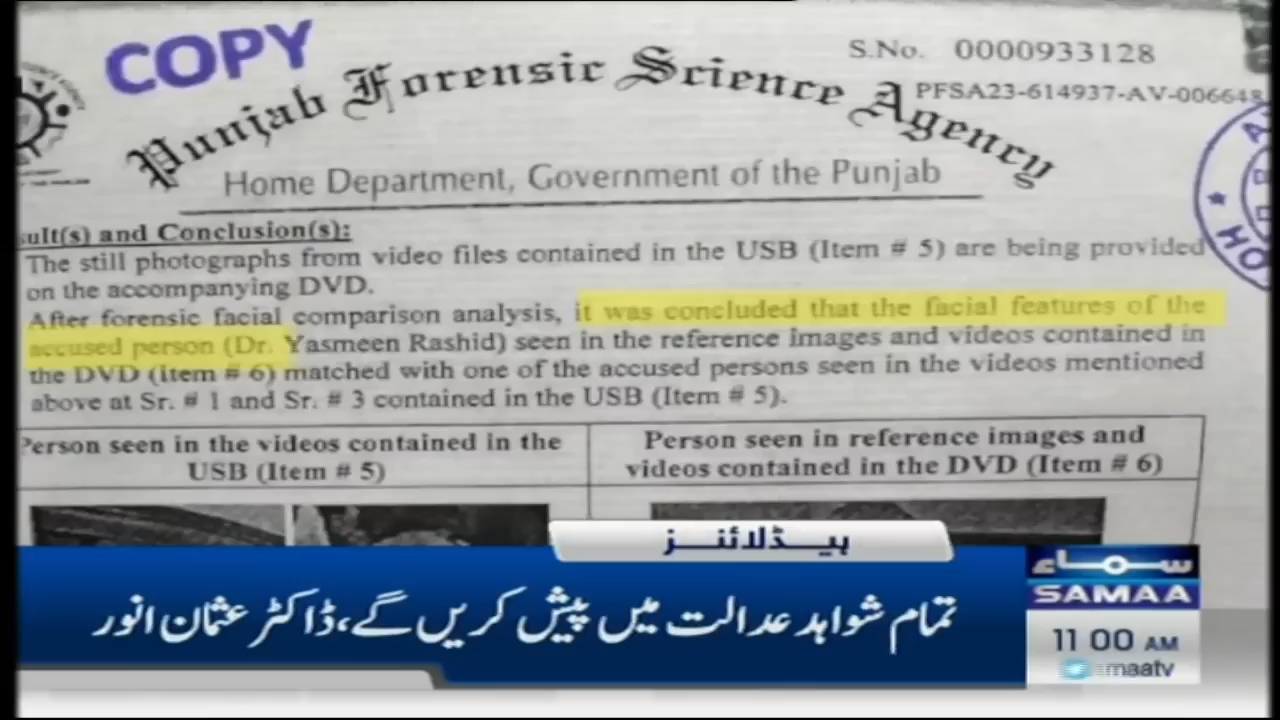 COPY
S.No. 0000933128
PFSA23-614937-AV-006648
Punjab Forensic Science Agency
Home Department, Government of the Punjab
ult(s) and Conclusion(s):
The still photographs from video files contained in the USB (Item # 5) are being provided
on the accompanying DVD.
After forensic facial comparison analysis, it was concluded that the facial features of the
accused person (Dr. Yasmeen Rashid) seen in the reference images and videos contained in
the DVD (Item # 6) matched with one of the accused persons seen in the videos mentioned
above at Sr. # 1 and Sr. # 3 contained in the USB (Item # 5).
Person seen in the videos contained in the
USB (Item # 5)
Person seen in reference images and
videos contained in the DVD (Item # 6)
ہیڈلائنز
تمام شواہد عدالت میں پیش کریں گے، ڈاکٹر عثمان انور
سماء
SAMAA
11 00 AM
amaatv
HO